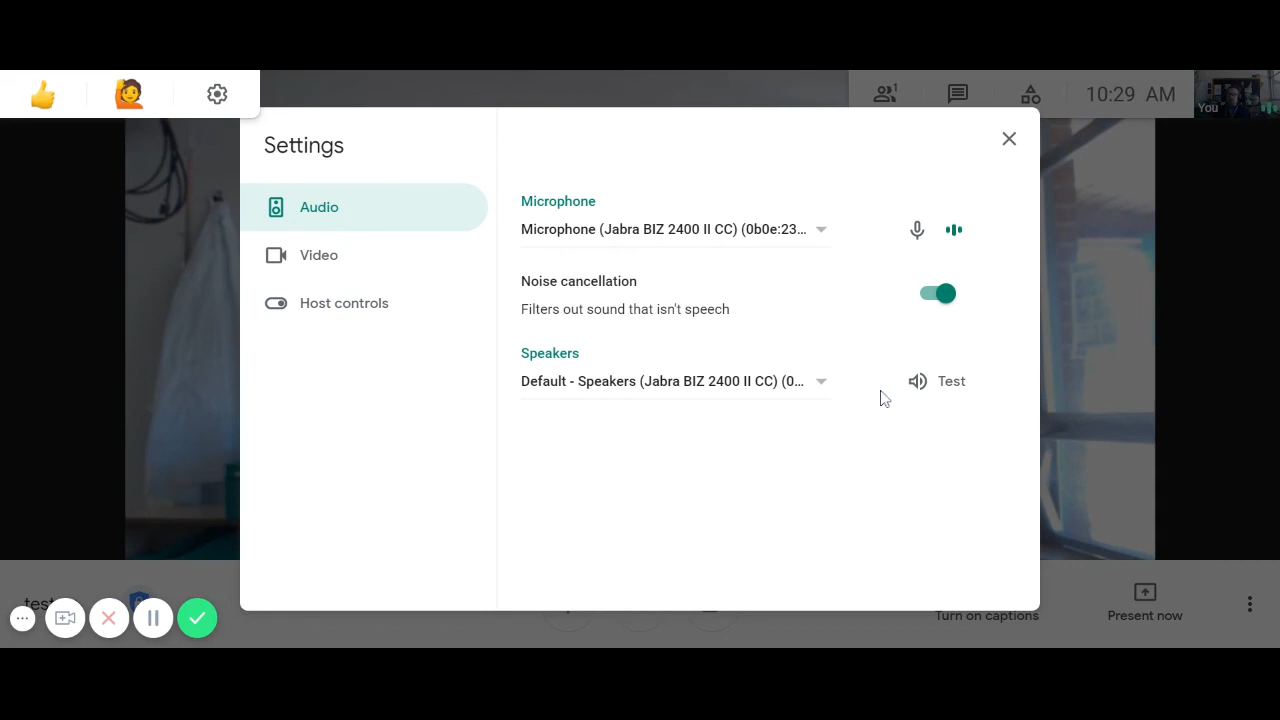 1
10:29 AM
You
Settings
Audio
Video
Host controls
Microphone
Microphone (Jabra BIZ 2400 II CC) (0b0e:23...
Noise cancellation
Filters out sound that isn't speech
Speakers
Default - Speakers (Jabra BIZ 2400 II CC) (0...
Test
test
Turn on captions
Present now